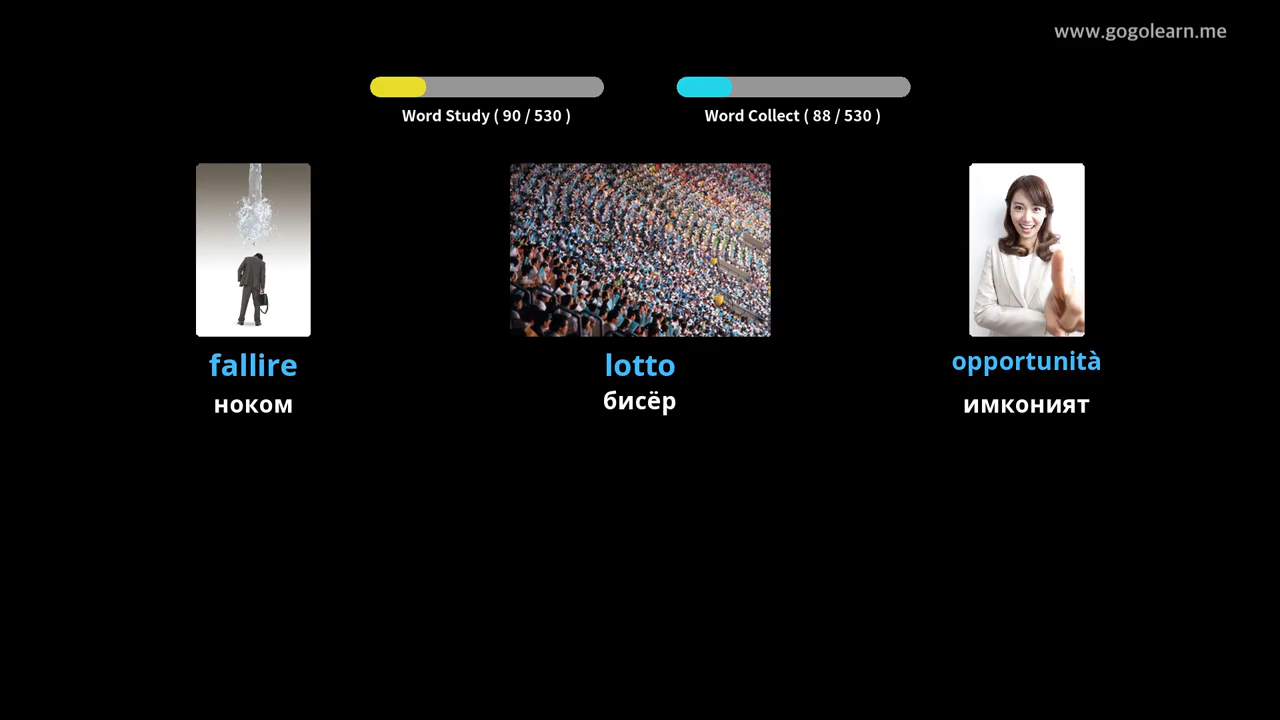 www.gogolearn.me
Word Study ( 90 / 530 )
Word Collect ( 88 / 530 )
fallire
lotto
opportunità
ноком
бисёр
имконият